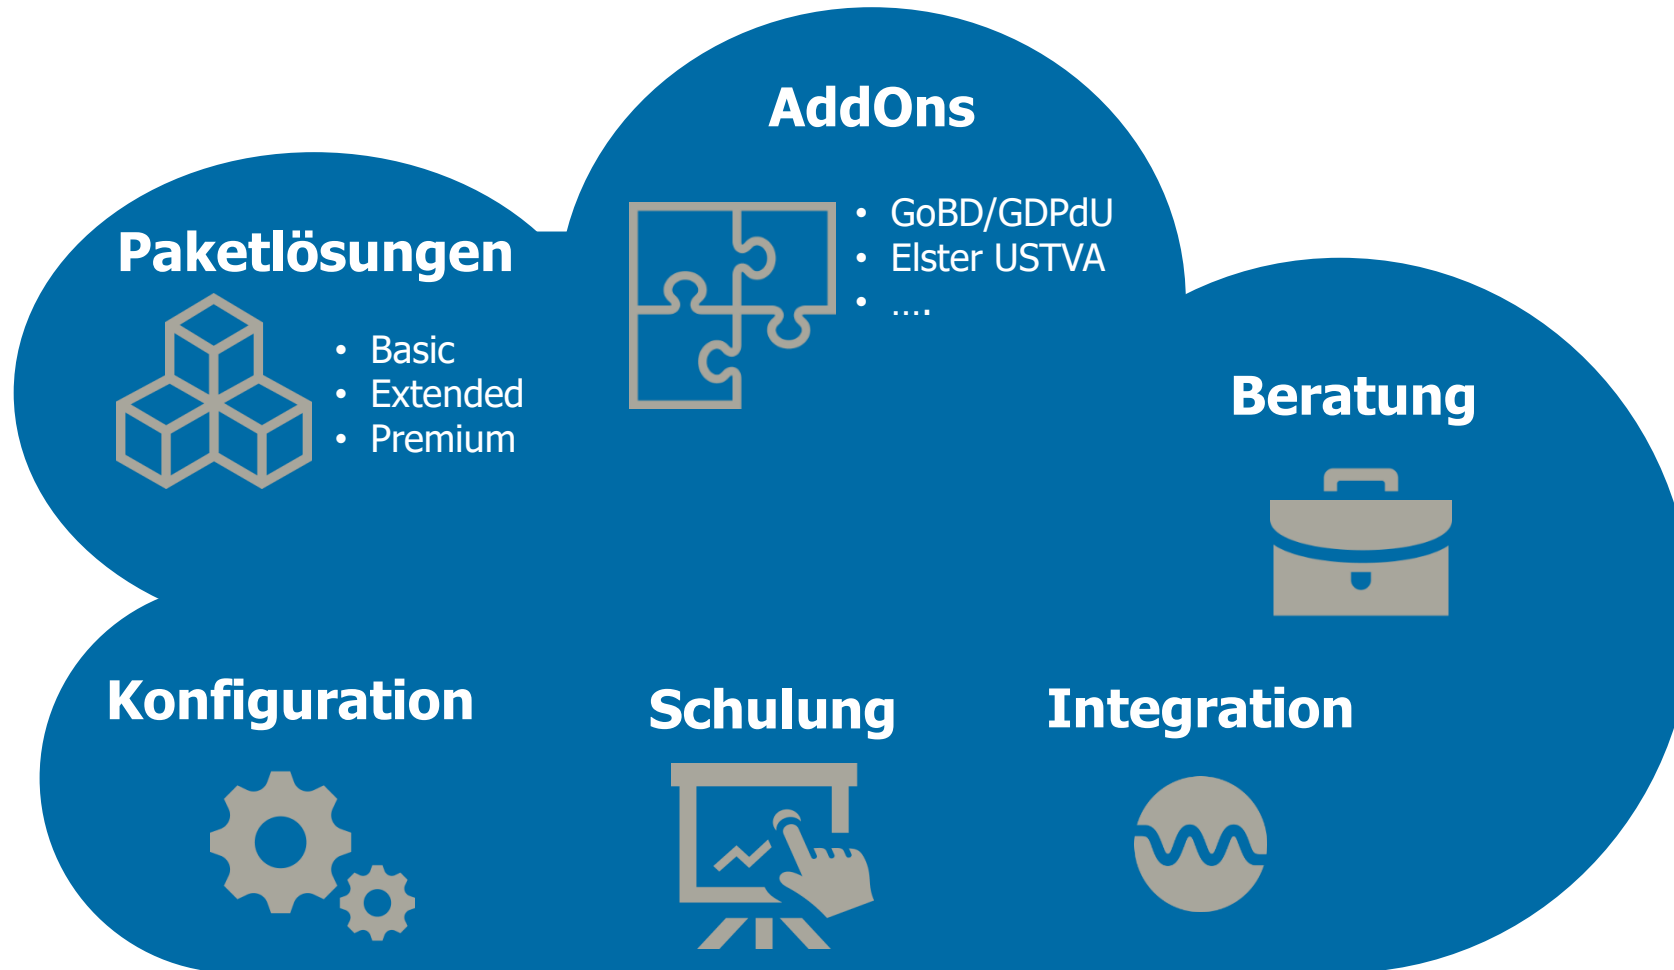 AddOns
• GoBD/GDPdU
• Elster USTVA
• ....
Paketlösungen
• Basic
• Extended
• Premium
Beratung
Konfiguration
Schulung
Integration